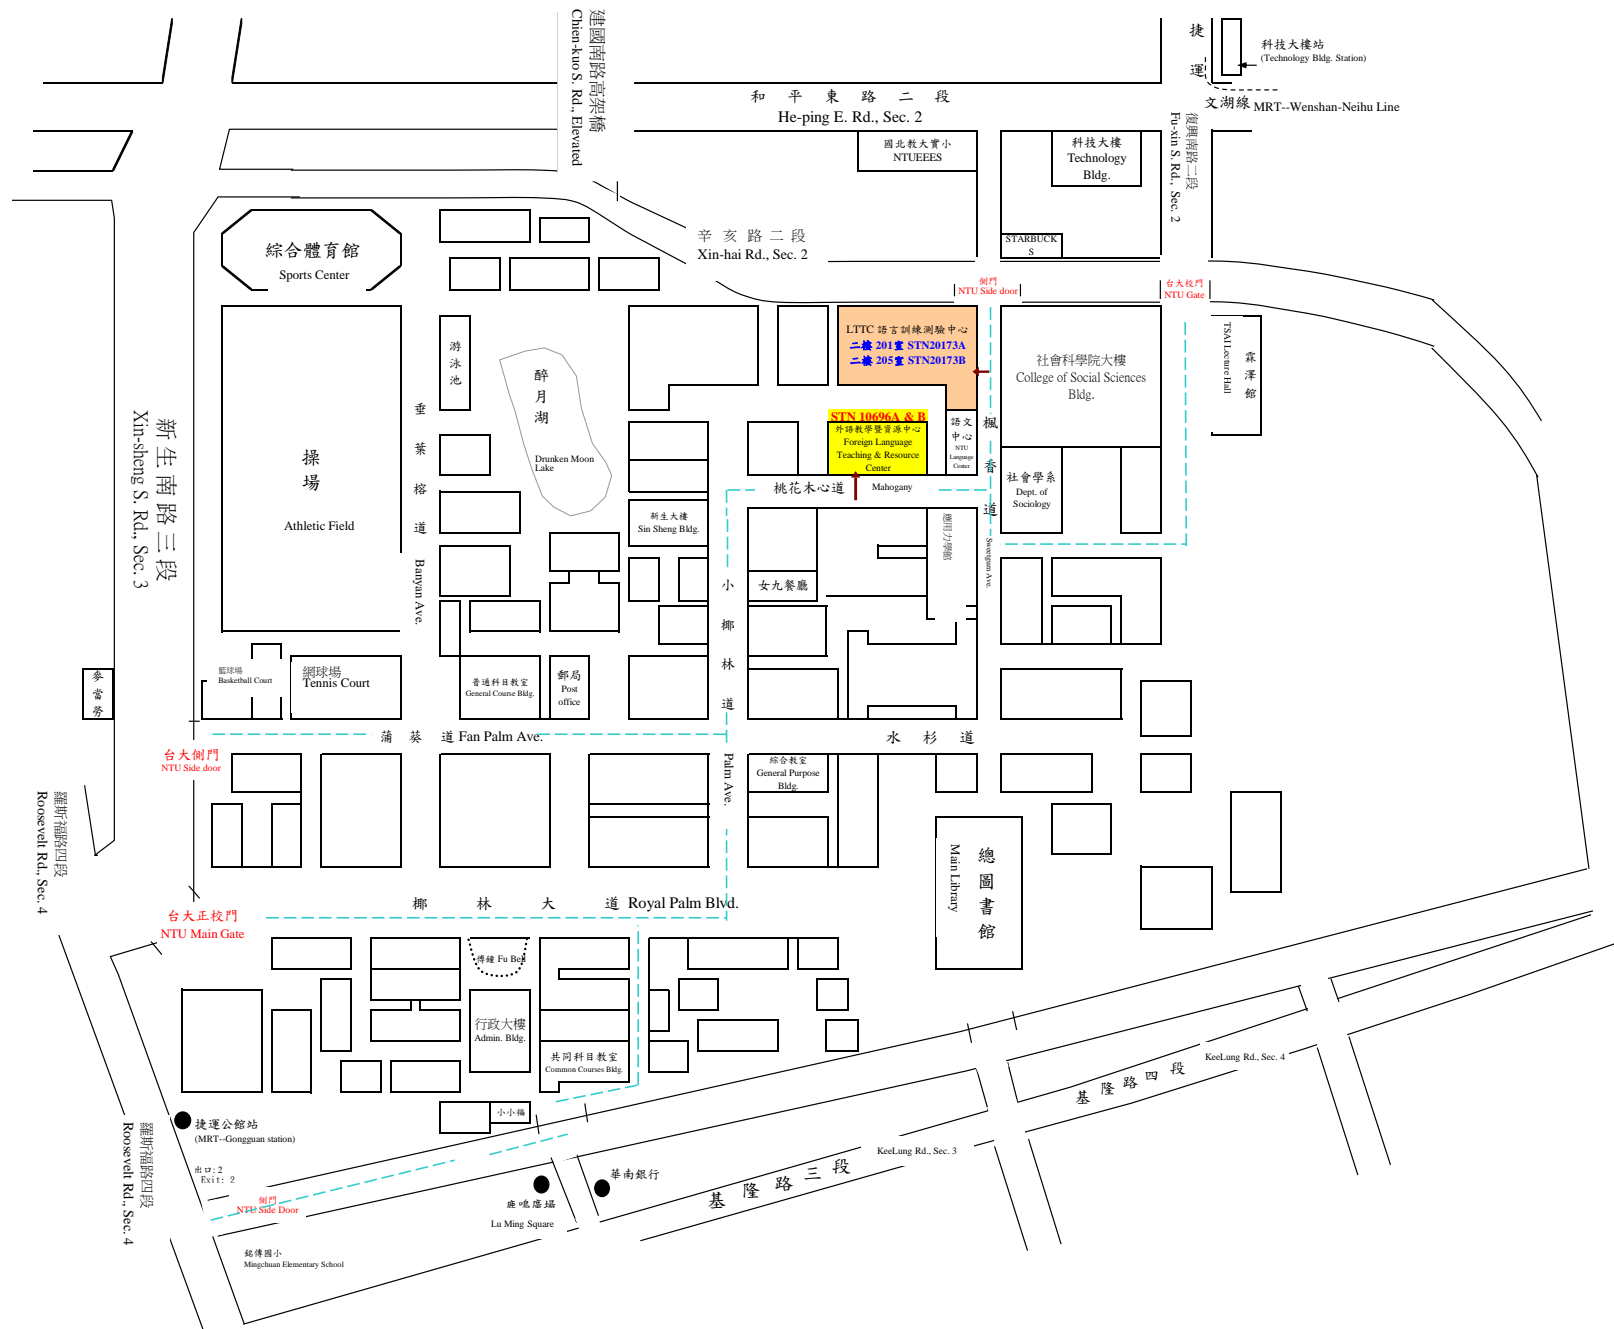 建國南路高架橋
Chien-kuo S. Rd., Elevated
捷運
科技大樓站
(Technology Bldg. Station)
文湖線 MRT--Wenshan-Neihu Line
和平東路二段
He-ping E. Rd., Sec. 2
復興南路二段
Fu-xin S. Rd., Sec. 2
國北教大實小
NTUEEES
科技大樓
Technology
Bldg.
辛亥路二段
Xin-hai Rd., Sec. 2
STARBUCK
S
綜合體育館
Sports Center
側門
NTU Side door
台大校門
NTU Gate
LTTC 語言訓練測驗中心
二樓 201室 STN20173A
二樓 205室 STN20173B
游泳池
醉月湖
Drunken Moon
Lake
社會科學院大樓
College of Social Sciences
Bldg.
霖澤館
TSAI Lecture Hall
新生南路三段
Xin-sheng S. Rd., Sec. 3
操場
Athletic Field
垂葉榕道
Banyan Ave.
STN 10696A & B
外語教學暨資源中心
Foreign Language
Teaching & Resource
Center
語文
中心
NTU
Language
Center
楓香道
Sweetgum Ave.
社會學系
Dept. of
Sociology
桃花木心道
Mahogany
新生大樓
Sin Sheng Bldg.
應用力學館
女九餐廳
小椰林道
Palm Ave.
麥當勞
籃球場
Basketball Court
網球場
Tennis Court
普通科目教室
General Course Bldg.
郵局
Post
office
蒲葵道 Fan Palm Ave.
水杉道
台大側門
NTU Side door
綜合教室
General Purpose
Bldg.
羅斯福路四段
Roosevelt Rd., Sec. 4
總圖書館
Main Library
椰林大道 Royal Palm Blvd.
台大正校門
NTU Main Gate
傅鐘 Fu Bell
行政大樓
Admin. Bldg.
共同科目教室
Common Courses Bldg.
小小福
捷運公館站
(MRT--Gongguan station)
出口: 2
Exit: 2
羅斯福路四段
Roosevelt Rd., Sec. 4
側門
NTU Side Door
鹿鳴廣場
Lu Ming Square
華南銀行
基隆路三段
KeeLung Rd., Sec. 3
基隆路四段
KeeLung Rd., Sec. 4
銘傳國小
Mingchuan Elementary School